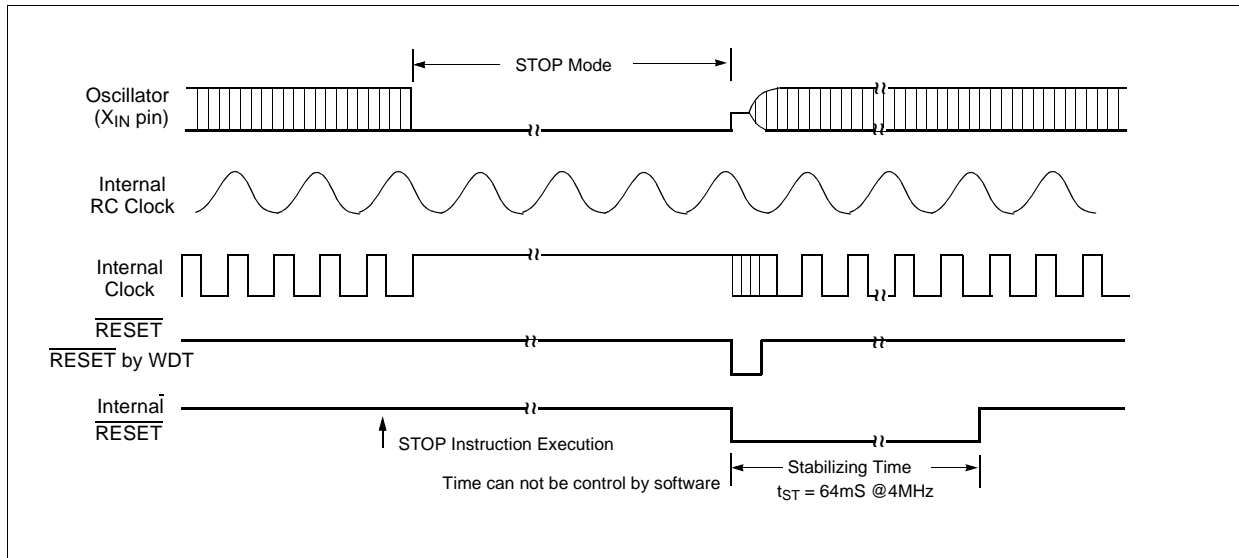 STOP Mode
Oscillator
(XIN pin)
Internal
RC Clock
Internal
Clock
RESET
RESET by WDT
Internal
RESET
STOP Instruction Execution
Time can not be control by software
Stabilizing Time
tST = 64mS @4MHz